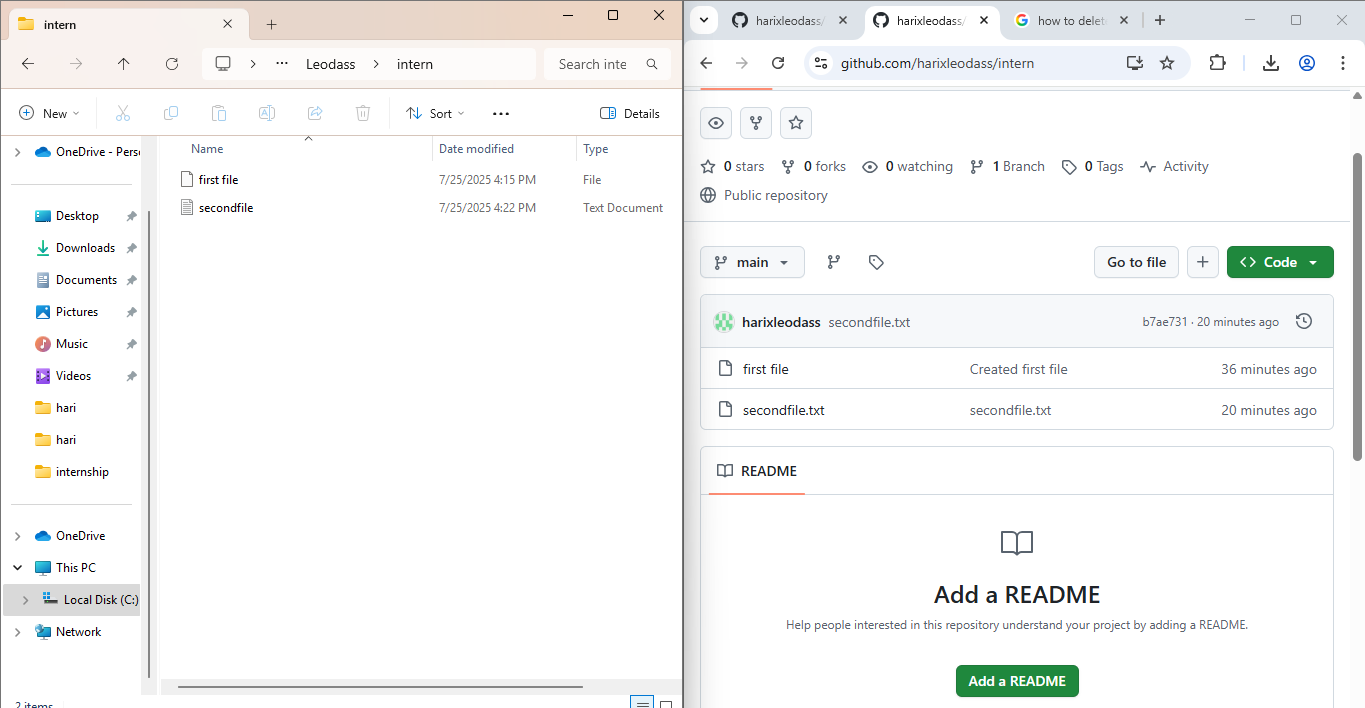 intern
Leodass
intern
Search inte
New
Sort
Details
OneDrive - Pers
Desktop
Downloads
Documents
Pictures
Music
Videos
hari
hari
internship
OneDrive
This PC
Local Disk (C:)
Network
2 items
Name Date modified Type
first file 7/25/2025 4:15 PM File
secondfile 7/25/2025 4:22 PM Text Document
harixleodass/
harixleodass/
how to delet
github.com/harixleodass/intern
0 stars 0 forks 0 watching 1 Branch 0 Tags Activity
Public repository
main Go to file Code
harixleodass secondfile.txt b7ae731 · 20 minutes ago
first file Created first file 36 minutes ago
secondfile.txt secondfile.txt 20 minutes ago
README
Add a README
Help people interested in this repository understand your project by adding a README.
Add a README